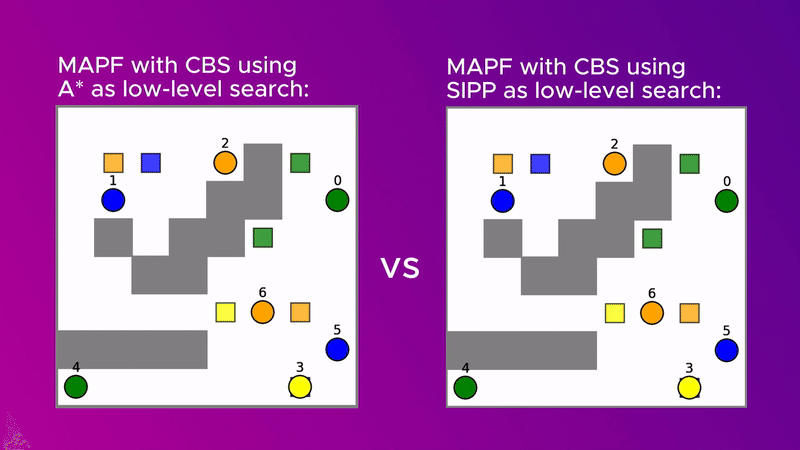 MAPF with CBS using
A* as low-level search:
2
1
0
6
5
4
3
VS
MAPF with CBS using
SIPP as low-level search:
2
1
0
6
5
4
3